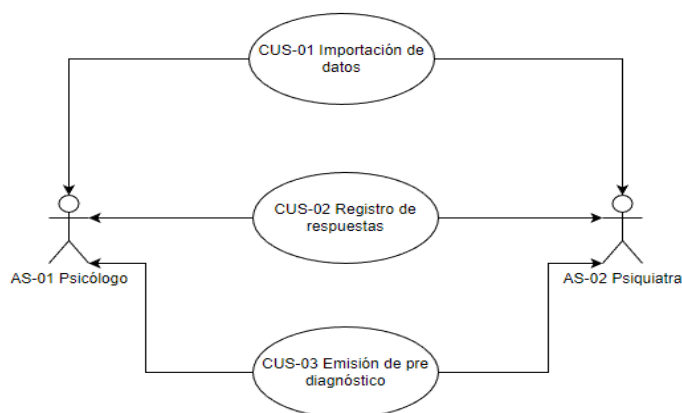 CUS-01 Importación de
datos
CUS-02 Registro de
respuestas
AS-01 Psicólogo
AS-02 Psiquiatra
CUS-03 Emisión de pre
diagnóstico